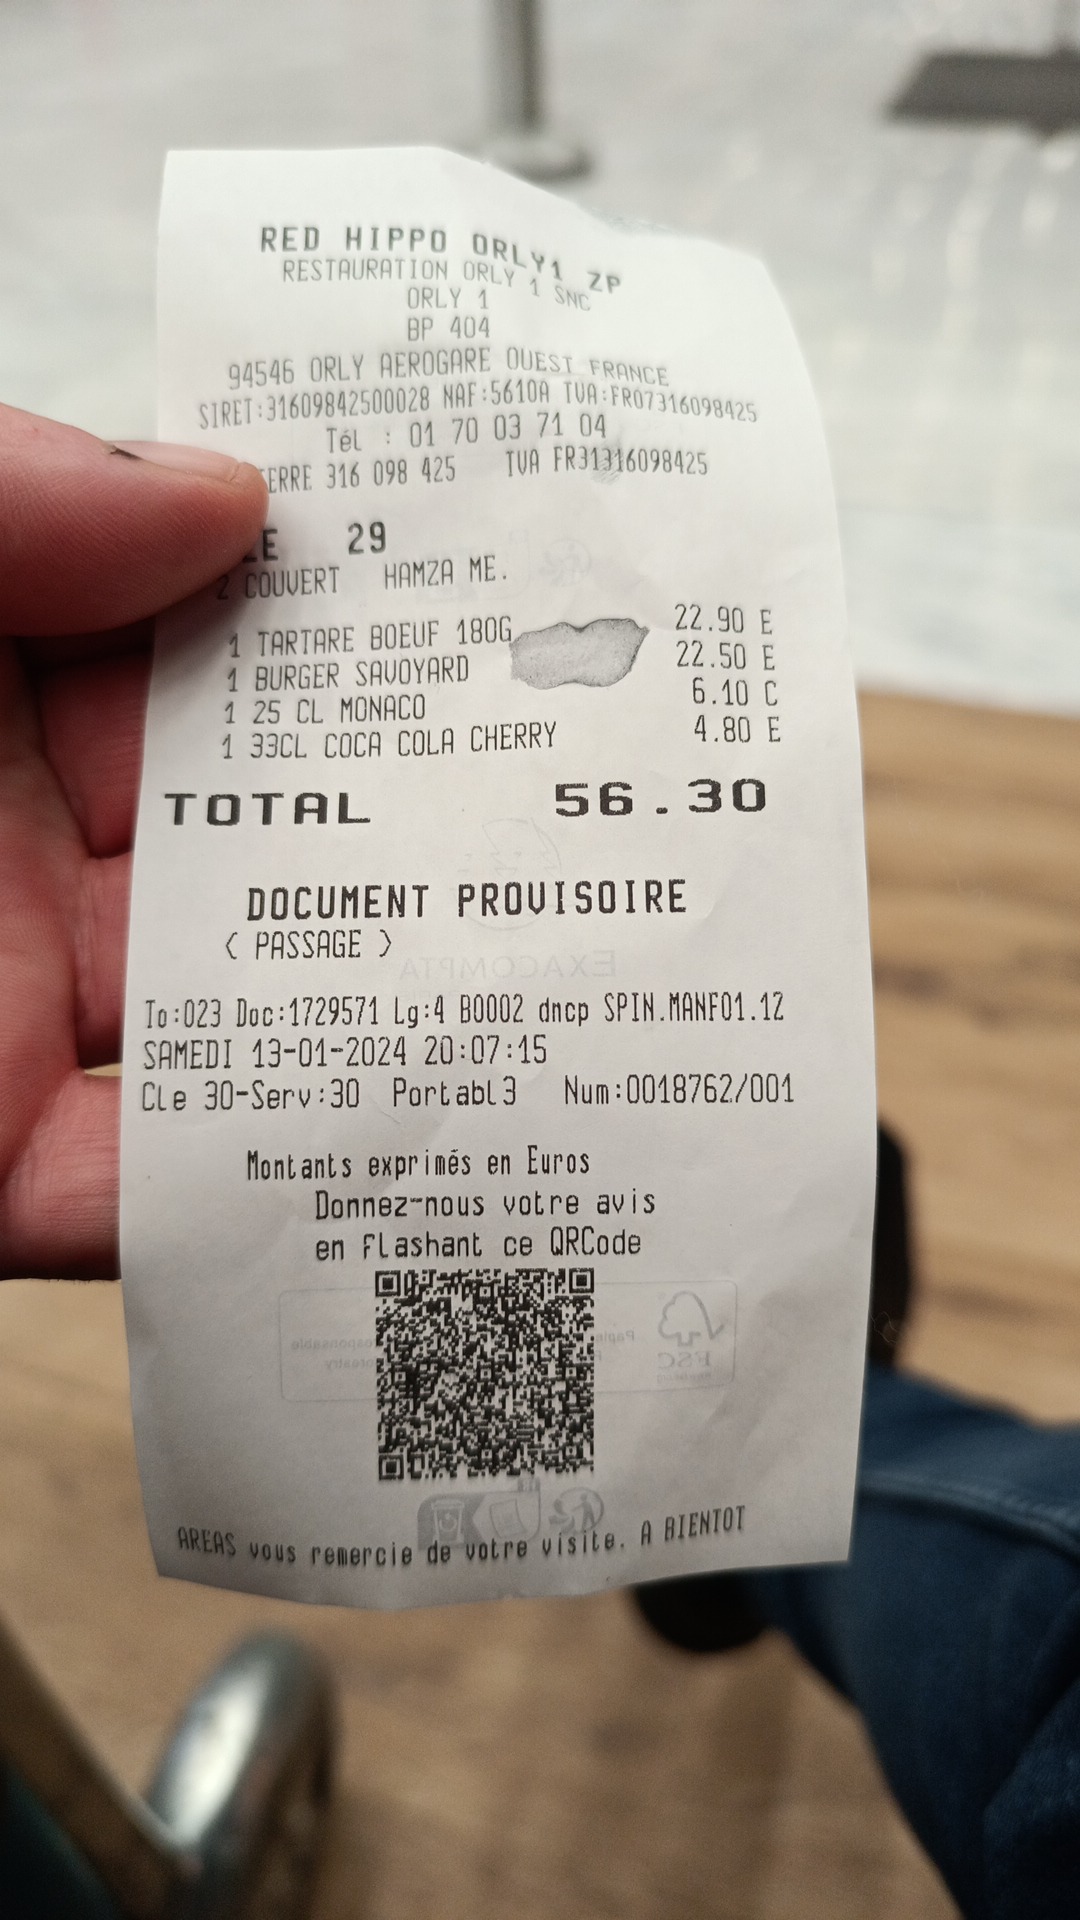 RED HIPPO ORLY1 ZP
RESTAURATION ORLY 1 SNC
ORLY 1
BP 404
94546 ORLY AEROGARE OUEST FRANCE
SIRET:31609842500028 NAF:5610A TVA:FR07316098425
Tél : 01 70 03 71 04
ERRE 316 098 425 TVA FR31316098425
LE 29
2 COUVERT HAMZA ME.
1 TARTARE BOEUF 180G 22.90 E
1 BURGER SAVOYARD 22.50 E
1 25 CL MONACO 6.10 C
1 33CL COCA COLA CHERRY 4.80 E
TOTAL 56.30
DOCUMENT PROVISOIRE
( PASSAGE )
EXACOMPTA
To:023 Doc:1729571 Lg:4 B0002 dncp SPIN.MANF01.12
SAMEDI 13-01-2024 20:07:15
Cle 30-Serv:30 Portabl3 Num:0018762/001
Montants exprimés en Euros
Donnez-nous votre avis
en flashant ce QRCode
FSC
AREAS vous remercie de votre visite. A BIENTOT